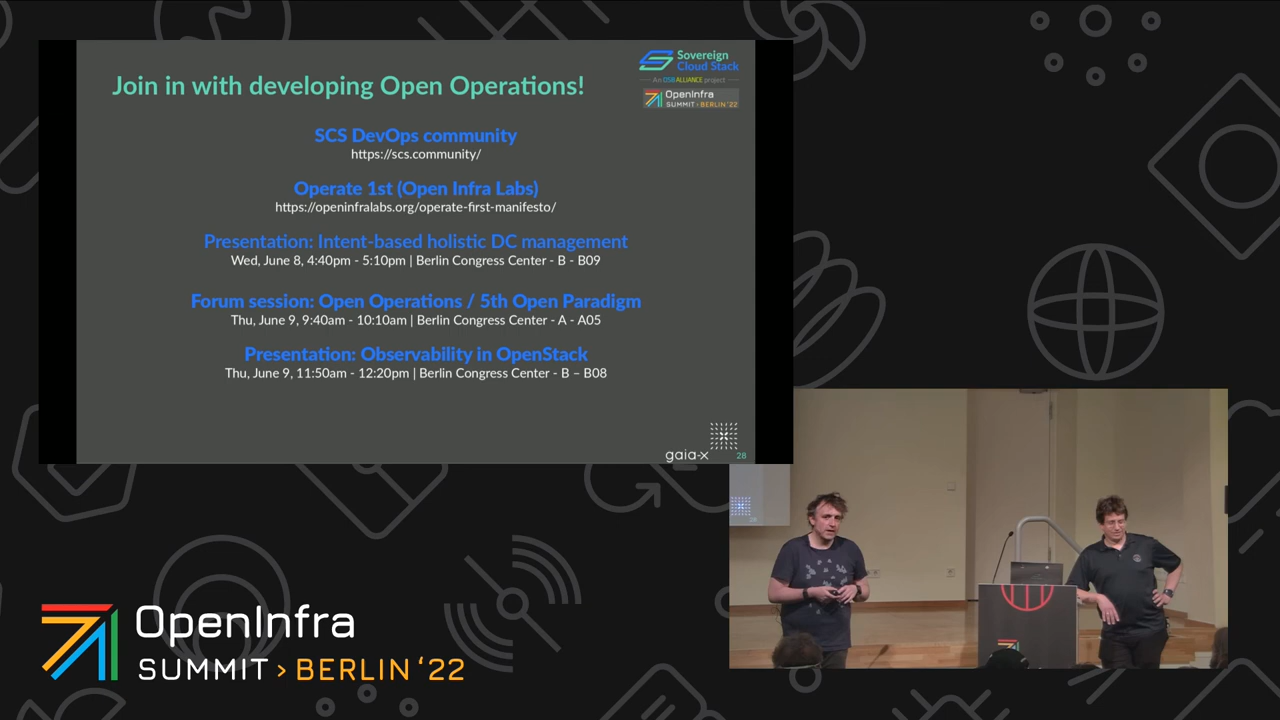 Join in with developing Open Operations!
Sovereign
Cloud Stack
An OSB ALLIANCE project
OpenInfra
SUMMIT > BERLIN '22
SCS DevOps community
https://scs.community/
Operate 1st (Open Infra Labs)
https://openinfralabs.org/operate-first-manifesto/
Presentation: Intent-based holistic DC management
Wed, June 8, 4:40pm - 5:10pm | Berlin Congress Center - B - B09
Forum session: Open Operations / 5th Open Paradigm
Thu, June 9, 9:40am - 10:10am | Berlin Congress Center - A - A05
Presentation: Observability in OpenStack
Thu, June 9, 11:50am - 12:20pm | Berlin Congress Center - B – B08
gaia-x
28
OpenInfra
SUMMIT > BERLIN '22